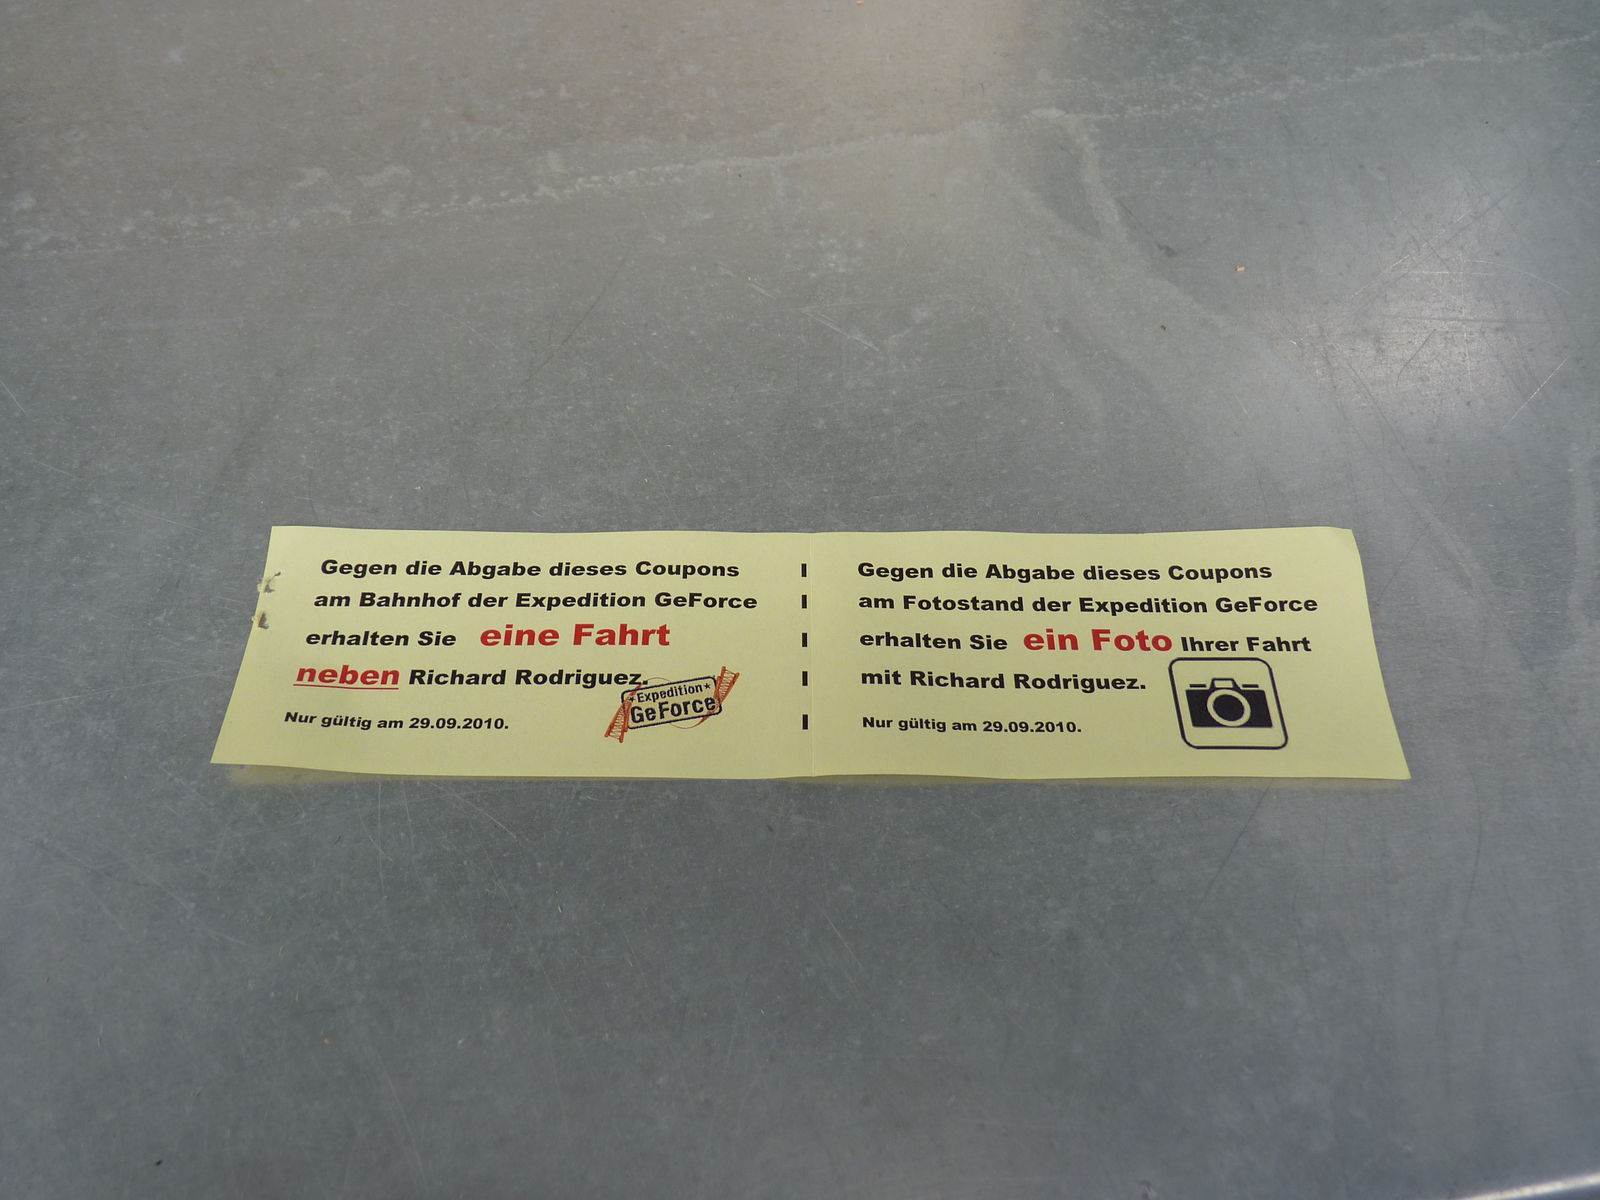 Gegen die Abgabe dieses Coupons
am Bahnhof der Expedition GeForce
erhalten Sie eine Fahrt
neben Richard Rodriguez.
Nur gültig am 29.09.2010.
Expedition
GeForce
Gegen die Abgabe dieses Coupons
am Fotostand der Expedition GeForce
erhalten Sie ein Foto Ihrer Fahrt
mit Richard Rodriguez.
Nur gültig am 29.09.2010.